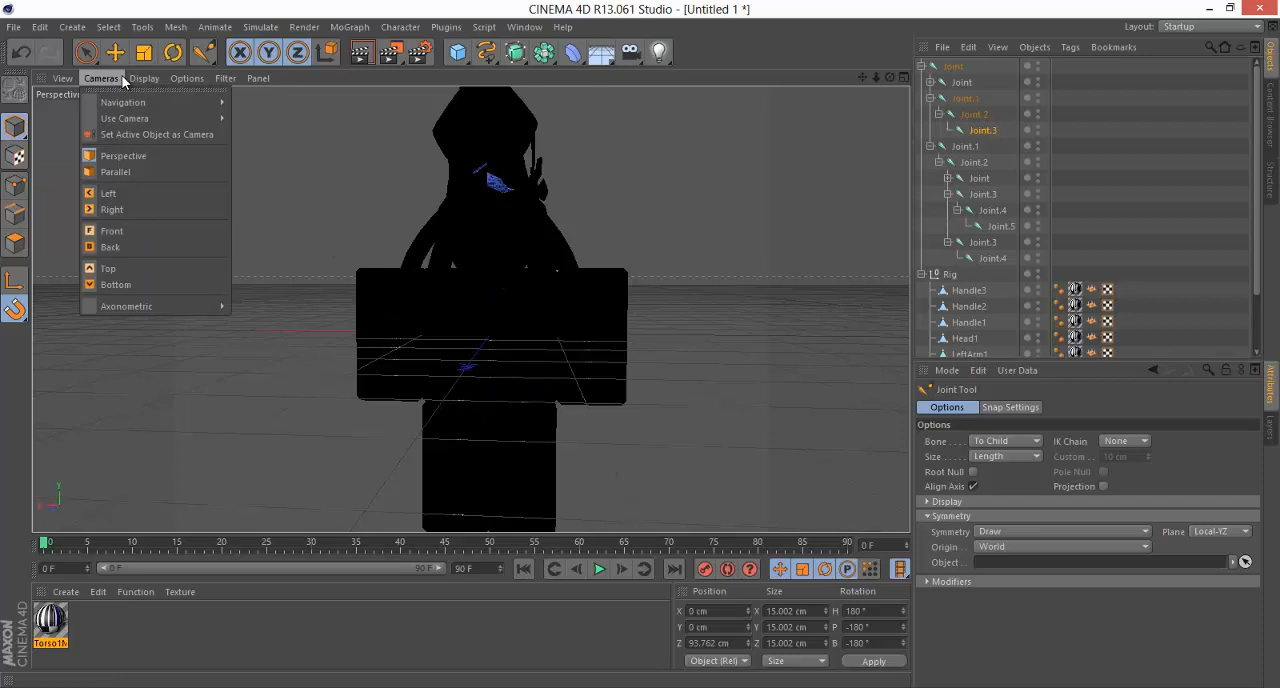 CINEMA 4D R13.061 Studio - [Untitled 1 *]
File Edit Create Select Tools Mesh Animate Simulate Render MoGraph Character Plugins Script Window Help Layout: Startup
File Edit View Objects Tags Bookmarks
View Cameras Display Options Filter Panel
Perspective
Navigation
Use Camera
Set Active Object as Camera
Perspective
Parallel
Left
Right
Front
Back
Top
Bottom
Axonometric
Joint
Joint
Joint.1
Joint.2
Joint.3
Joint.1
Joint.2
Joint
Joint.3
Joint.4
Joint.5
Joint.3
Joint.4
Rig
Handle3
Handle2
Handle1
Head1
LeftArm1
Objects
Content Browser
Structure
Mode Edit User Data
Joint Tool
Options Snap Settings
Options
Bone To Child IK Chain None
Size Length Custom 10 cm
Root Null Pole Null
Align Axis Projection
Display
Symmetry
Symmetry Draw Plane Local-YZ
Origin World
Object
Modifiers
Attributes
Layers
0 5 10 15 20 25 30 35 40 45 50 55 60 65 70 75 80 85 90 0 F
0 F 0 F 90 F 90 F
Create Edit Function Texture
Torso1M
Position Size Rotation
X 0 cm X 15.002 cm H 180 °
Y 0 cm Y 15.002 cm P -180 °
Z 93.762 cm Z 15.002 cm B -180 °
Object (Rel) Size Apply
MAXON
CINEMA 4D